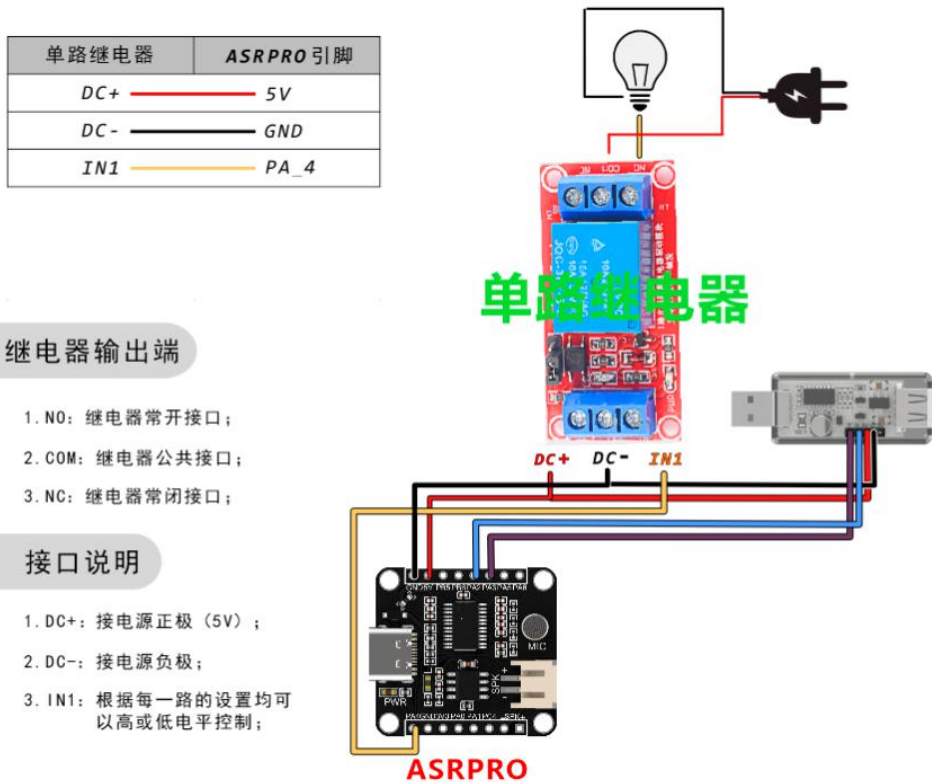 单路继电器 ASRPRO引脚
DC+ 5V
DC- GND
IN1 PA_4
继电器输出端
1.NO: 继电器常开接口；
2.COM: 继电器公共接口；
3.NC: 继电器常闭接口；
接口说明
1.DC+: 接电源正极（5V）；
2.DC-: 接电源负极；
3.IN1: 根据每一路的设置均可
以高或低电平控制；
单路继电器
DC+ DC- IN1
MIC
SPK
PWR
ASRPRO